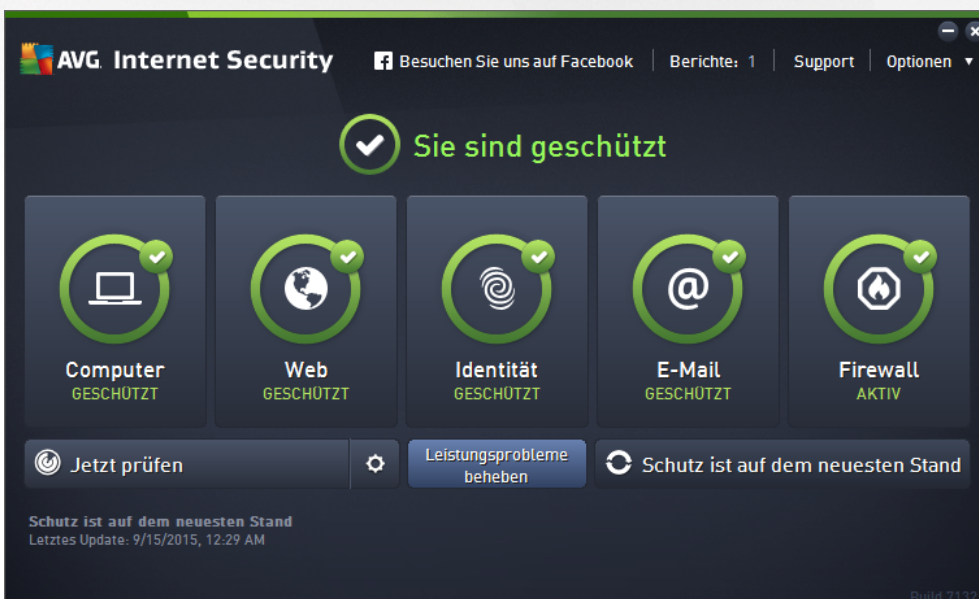 AVG. Internet Security
Besuchen Sie uns auf Facebook
Berichte: 1
Support
Optionen
Sie sind geschützt
Computer
GESCHÜTZT
Web
GESCHÜTZT
Identität
GESCHÜTZT
@
E-Mail
GESCHÜTZT
Firewall
AKTIV
Jetzt prüfen
Leistungsprobleme
beheben
Schutz ist auf dem neuesten Stand
Schutz ist auf dem neuesten Stand
Letztes Update: 9/15/2015, 12:29 AM
Build 7133